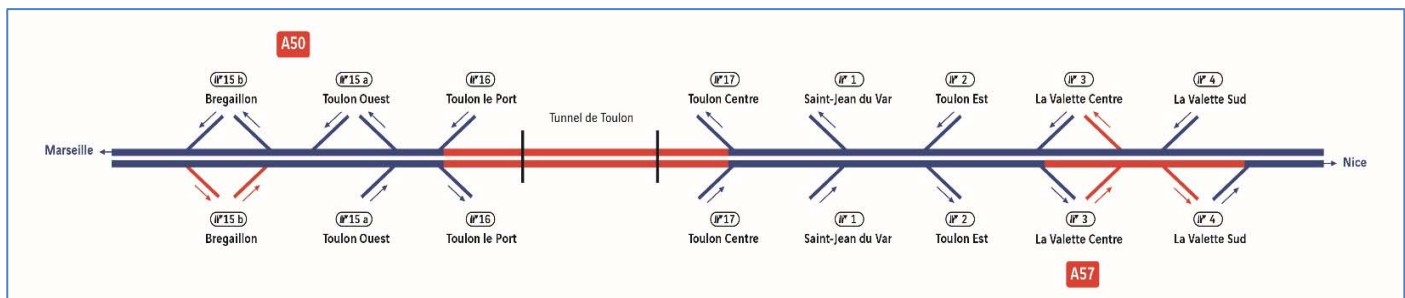 A50
n°15 b
Bregaillon
n°15 a
Toulon Ouest
n°16
Toulon le Port
Tunnel de Toulon
n°17
Toulon Centre
n° 1
Saint-Jean du Var
n° 2
Toulon Est
n° 3
La Valette Centre
n° 4
La Valette Sud
Marseille
Nice
n°15 b
Bregaillon
n°15 a
Toulon Ouest
n°16
Toulon le Port
n°17
Toulon Centre
n° 1
Saint-Jean du Var
n° 2
Toulon Est
n° 3
La Valette Centre
n° 4
La Valette Sud
A57